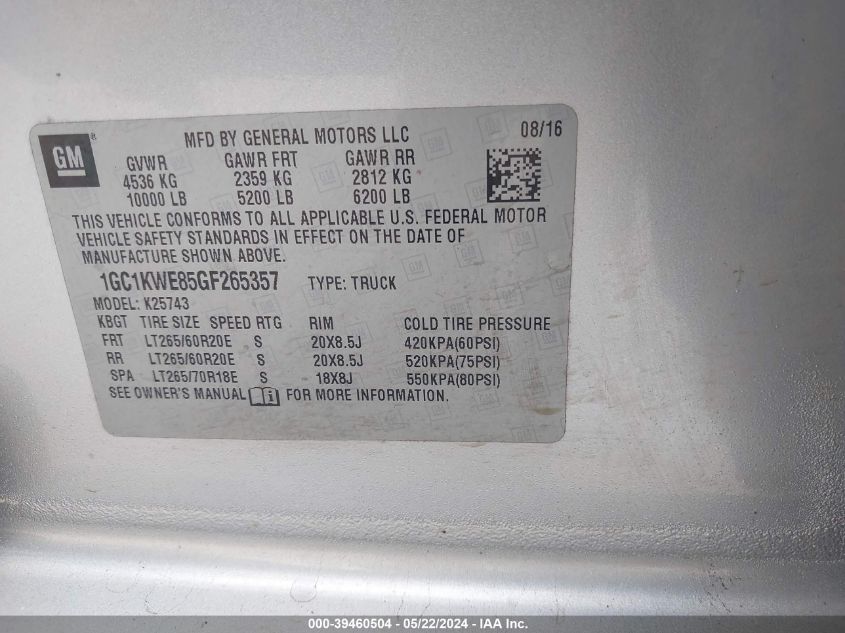 GM ®
MFD BY GENERAL MOTORS LLC 08/16
GVWR GAWR FRT GAWR RR
4536 KG 2359 KG 2812 KG
10000 LB 5200 LB 6200 LB
THIS VEHICLE CONFORMS TO ALL APPLICABLE U.S. FEDERAL MOTOR
VEHICLE SAFETY STANDARDS IN EFFECT ON THE DATE OF
MANUFACTURE SHOWN ABOVE.
1GC1KWE85GF265357 TYPE: TRUCK
MODEL: K25743
KBGT TIRE SIZE SPEED RTG RIM COLD TIRE PRESSURE
FRT LT265/60R20E S 20X8.5J 420KPA(60PSI)
RR LT265/60R20E S 20X8.5J 520KPA(75PSI)
SPA LT265/70R18E S 18X8J 550KPA(80PSI)
SEE OWNER'S MANUAL FOR MORE INFORMATION.
000-39460504 - 05/22/2024 - IAA Inc.